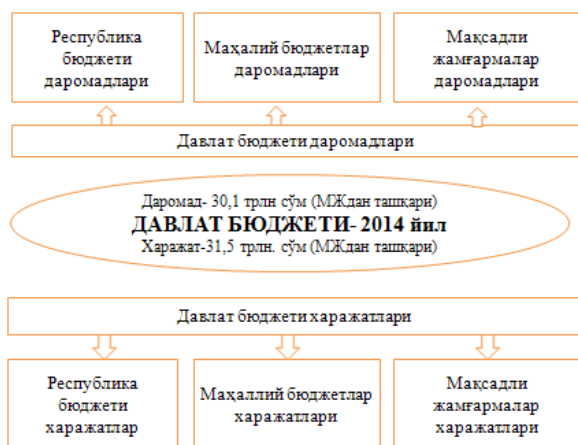 Республика
бюджети
даромадлари
Маҳалий бюджетлар
даромадлари
Мақсадли
жамғармалар
даромадлари
Давлат бюджети даромадлари
Даромад- 30,1 трлн сўм (МЖдан ташқари)
ДАВЛАТ БЮДЖЕТИ- 2014 йил
Харажат-31,5 трлн. сўм (МЖдан ташқари)
Давлат бюджети харажатлари
Республика
бюджети
харажатлар
Маҳаллий бюджетлар
харажатлари
Мақсадли
жамғармалар
харажатлари